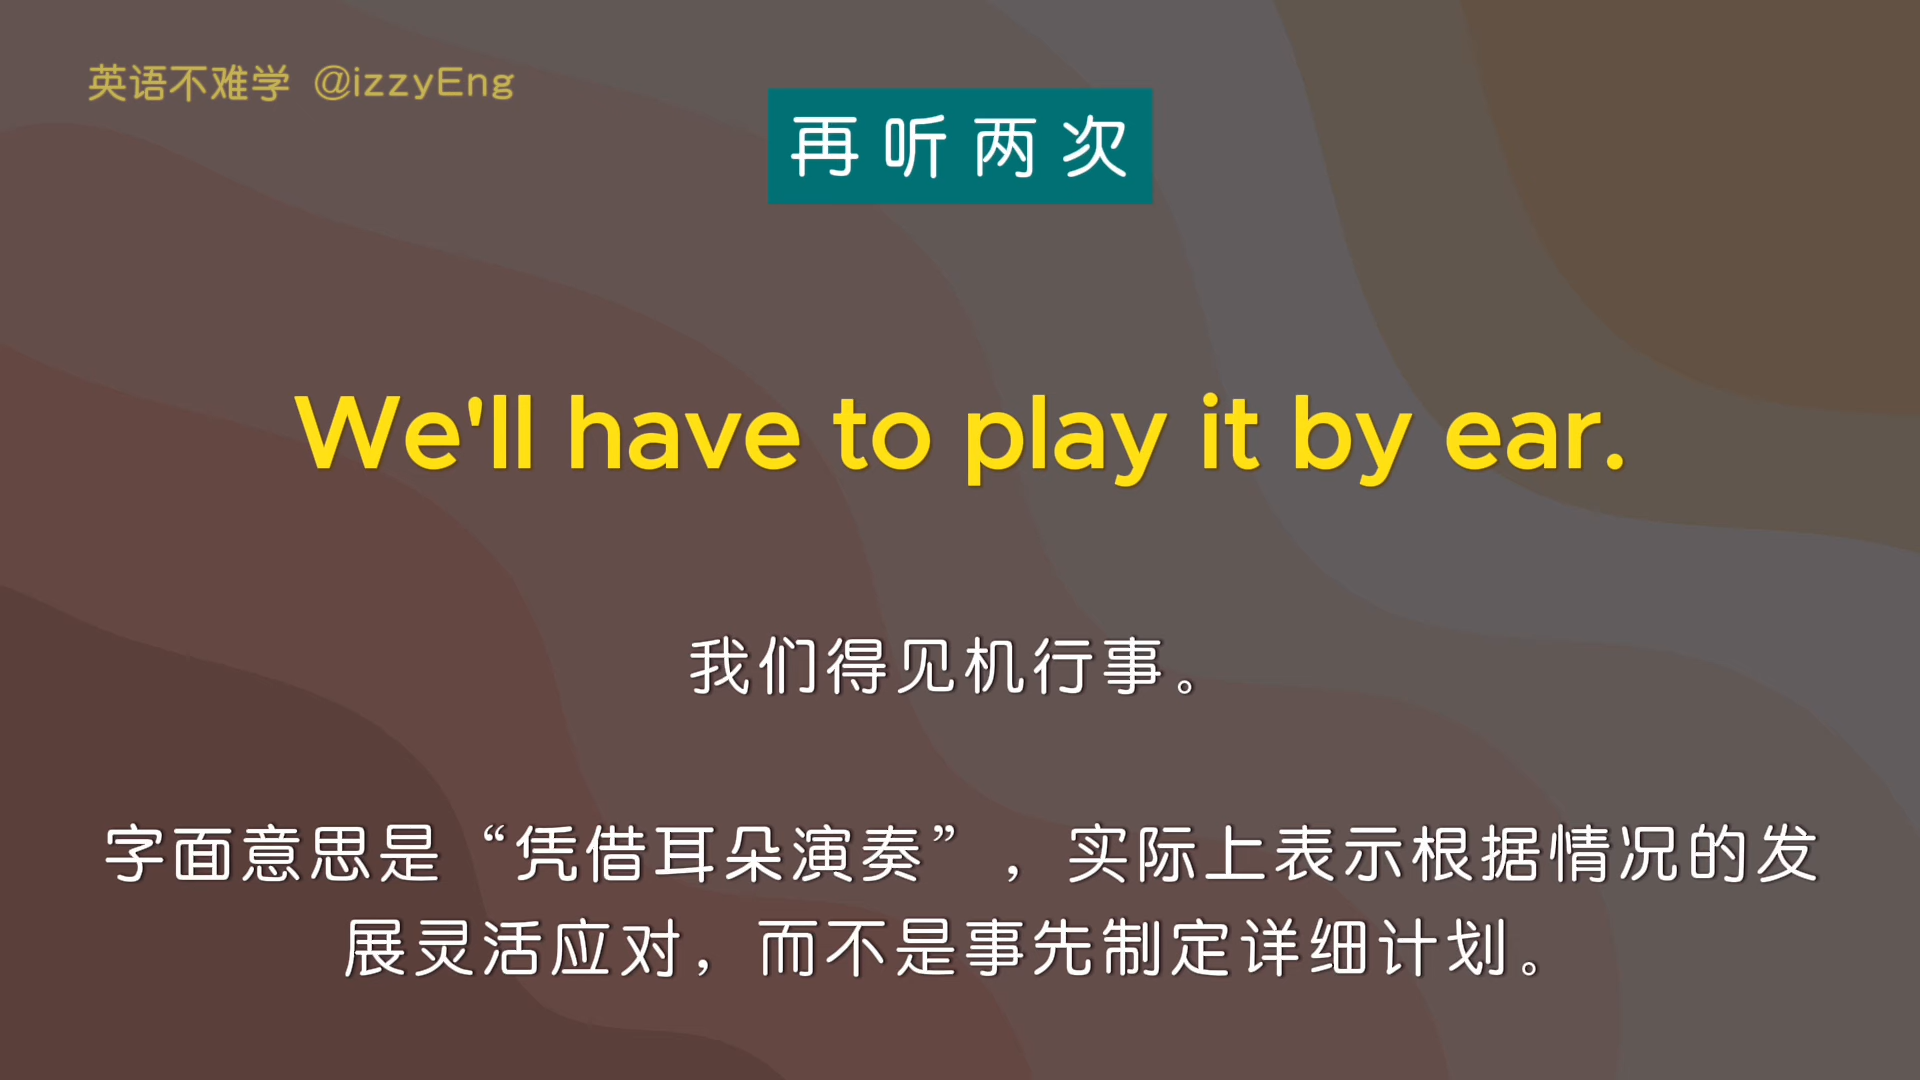 英语不难学 @izzyEng
再听两次
We'll have to play it by ear.
我们得见机行事。
字面意思是“凭借耳朵演奏”，实际上表示根据情况的发
展灵活应对，而不是事先制定详细计划。